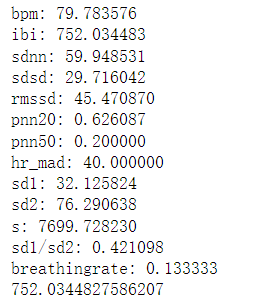 bpm: 79.783576
ibi: 752.034483
sdnn: 59.948531
sdsd: 29.716042
rmssd: 45.470870
pnn20: 0.626087
pnn50: 0.200000
hr_mad: 40.000000
sd1: 32.125824
sd2: 76.290638
s: 7699.728230
sd1/sd2: 0.421098
breathingrate: 0.133333
752.0344827586207